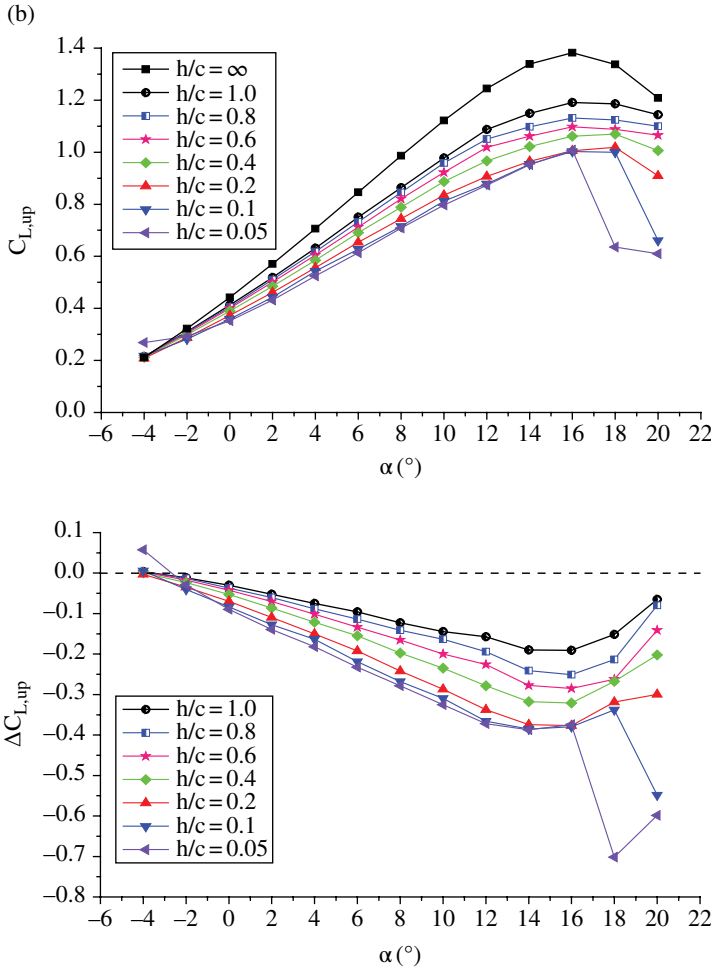 (b)
1.4
1.2
1.0
0.8
0.6
0.4
0.2
0.0
C_L,up
h/c = ∞
h/c = 1.0
h/c = 0.8
h/c = 0.6
h/c = 0.4
h/c = 0.2
h/c = 0.1
h/c = 0.05
−6 −4 −2 0 2 4 6 8 10 12 14 16 18 20 22
α (°)
0.1
0.0
−0.1
−0.2
−0.3
−0.4
−0.5
−0.6
−0.7
−0.8
ΔC_L,up
h/c = 1.0
h/c = 0.8
h/c = 0.6
h/c = 0.4
h/c = 0.2
h/c = 0.1
h/c = 0.05
−6 −4 −2 0 2 4 6 8 10 12 14 16 18 20 22
α (°)